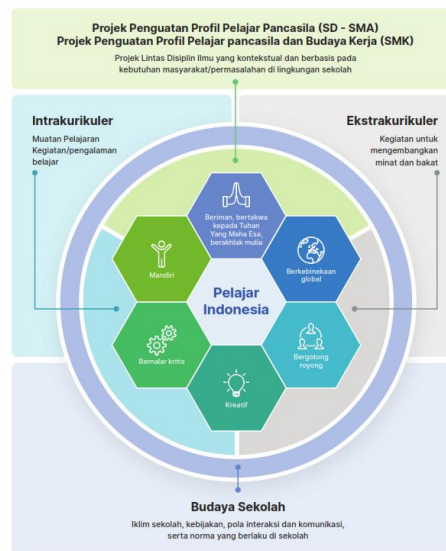 Projek Penguatan Profil Pelajar Pancasila (SD - SMA)
Projek Penguatan Profil Pelajar pancasila dan Budaya Kerja (SMK)
Projek Lintas Disiplin Ilmu yang kontekstual dan berbasis pada
kebutuhan masyarakat/permasalahan di lingkungan sekolah
Intrakurikuler
Muatan Pelajaran
Kegiatan/pengalaman
belajar
Ekstrakurikuler
Kegiatan untuk
mengembangkan
minat dan bakat
Beriman, bertakwa
kepada Tuhan
Yang Maha Esa,
berakhlak mulia
Mandiri
Berkebinekaan
global
Pelajar
Indonesia
Bernalar kritis
Bergotong
royong
Kreatif
Budaya Sekolah
Iklim sekolah, kebijakan, pola interaksi dan komunikasi,
serta norma yang berlaku di sekolah